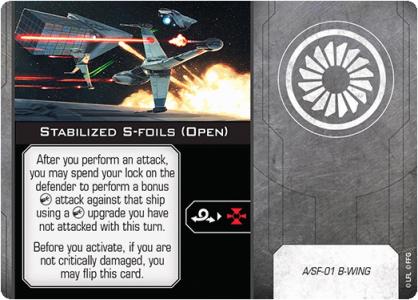 Stabilized S-foils (Open)
After you perform an attack,
you may spend your lock on
the defender to perform a bonus
attack against that ship
using a upgrade you have
not attacked with this turn.
Before you activate, if you are
not critically damaged, you
may flip this card.
A/SF-01 B-WING
©LFL ©FFG